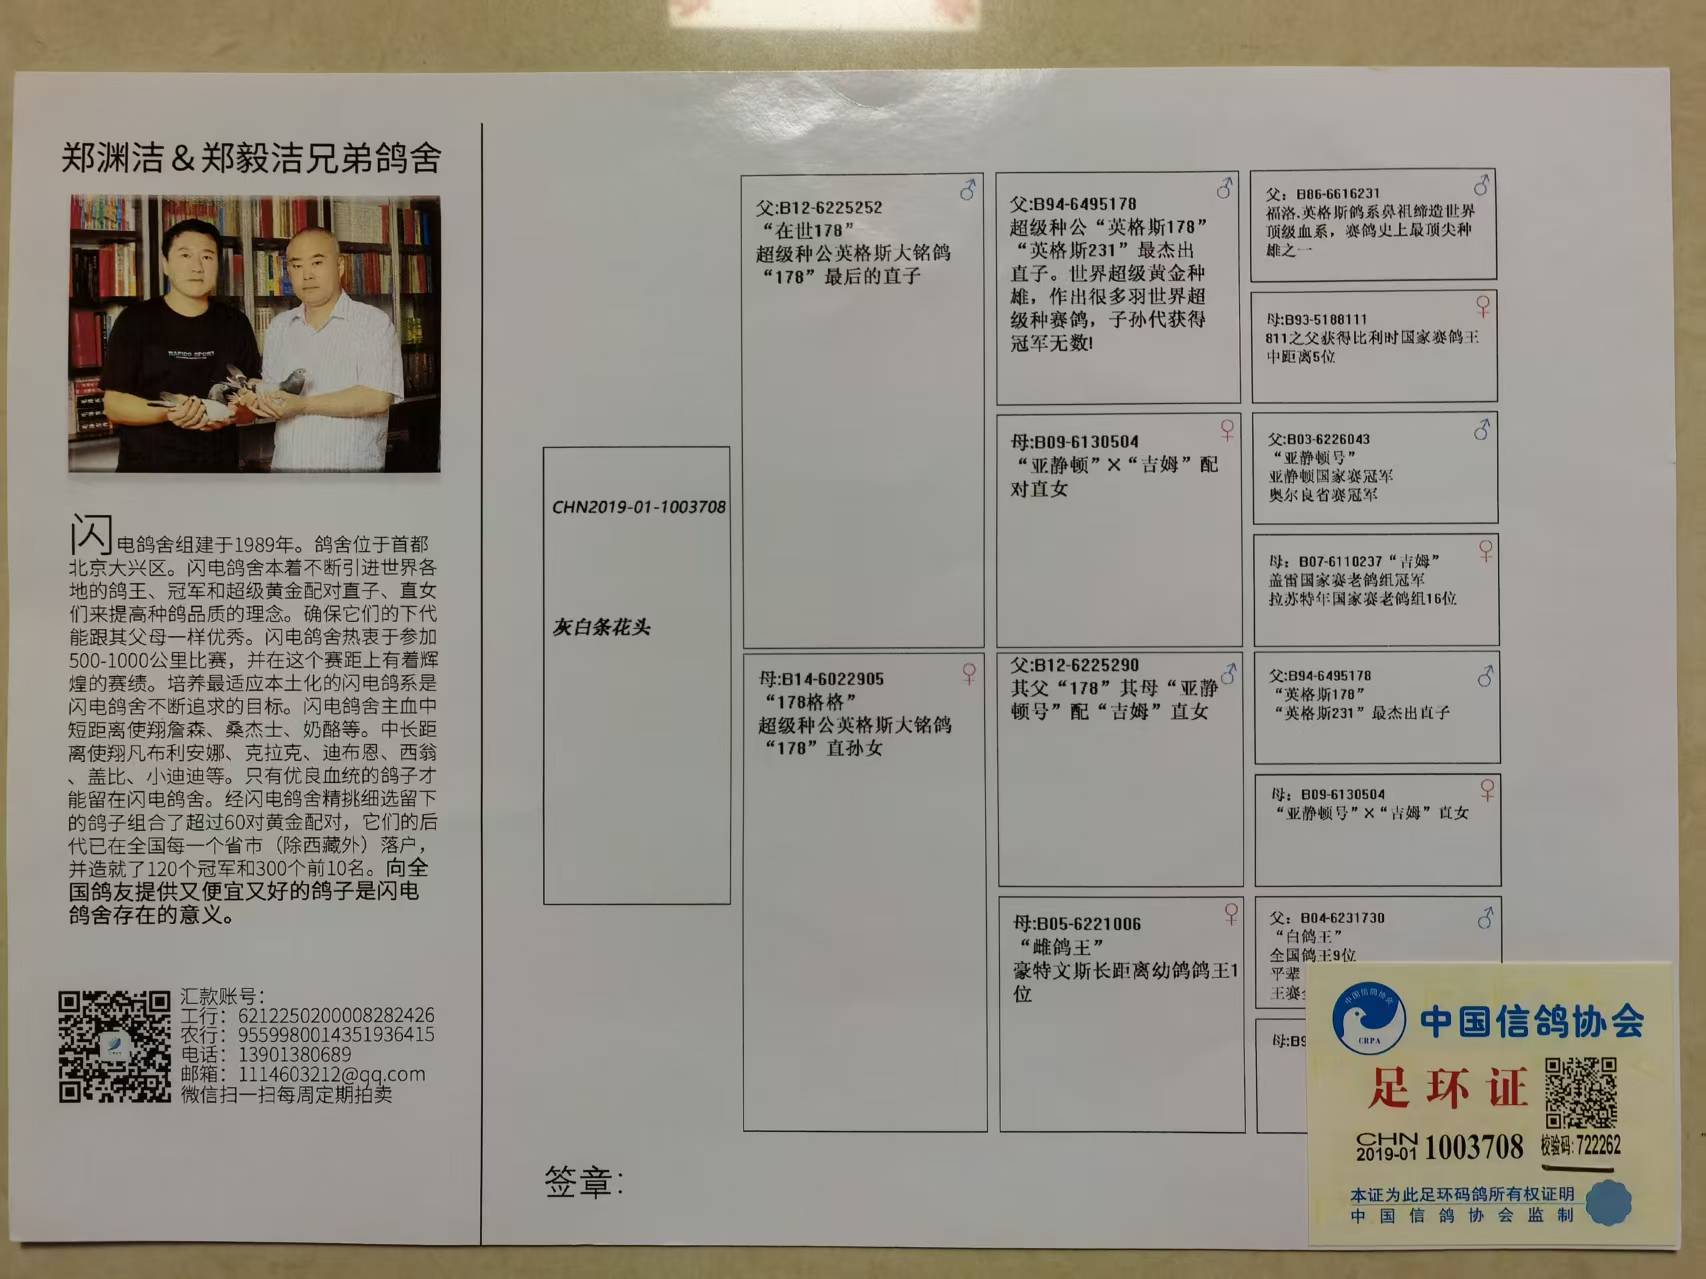 郑渊洁＆郑毅洁兄弟鸽舍
闪电鸽舍组建于1989年。鸽舍位于首都
北京大兴区。闪电鸽舍本着不断引进世界各
地的鸽王、冠军和超级黄金配对直子、直女
们来提高种鸽品质的理念。确保它们的下代
能跟其父母一样优秀。闪电鸽舍热衷于参加
500-1000公里比赛，并在这个赛距上有着辉
煌的赛绩。培养最适应本土化的闪电鸽系是
闪电鸽舍不断追求的目标。闪电鸽舍主血中
短距离使翔詹森、桑杰士、奶酪等。中长距
离使翔凡布利安娜、克拉克、迪布恩、西翁
、盖比、小迪迪等。只有优良血统的鸽子才
能留在闪电鸽舍。经闪电鸽舍精挑细选留下
的鸽子组合了超过60对黄金配对，它们的后
代已在全国每一个省市（除西藏外）落户，
并造就了120个冠军和300个前10名。向全
国鸽友提供又便宜又好的鸽子是闪电
鸽舍存在的意义。
汇款账号：
工行：6212250200008282426
农行：9559980014351936415
电话：13901380689
邮箱：1114603212@qq.com
微信扫一扫每周定期拍卖
CHN2019-01-1003708
灰白条花头
父:B12-6225252
“在世178”
超级种公英格斯大铭鸽
“178”最后的直子
母:B14-6022905
“178格格”
超级种公英格斯大铭鸽
“178”直孙女
父:B94-6495178
超级种公“英格斯178”
“英格斯231”最杰出
直子。世界超级黄金种
雄，作出很多羽世界超
级种赛鸽，子孙代获得
冠军无数!
母:B09-6130504
“亚静顿”×“吉姆”配
对直女
父:B12-6225290
其父“178”其母“亚静
顿号”配“吉姆”直女
母:B05-6221006
“雌鸽王”
豪特文斯长距离幼鸽鸽王1
位
父：B86-6616231
福洛.英格斯鸽系鼻祖缔造世界
顶级血系，赛鸽史上最顶尖种
雄之一
母:B93-5188111
811之父获得比利时国家赛鸽王
中距离5位
父:B03-6226043
“亚静顿号”
亚静顿国家赛冠军
奥尔良省赛冠军
母：B07-6110237“吉姆”
盖雷国家赛老鸽组冠军
拉苏特年国家赛老鸽组16位
父:B94-6495178
“英格斯178”
“英格斯231”最杰出直子
母：B09-6130504
“亚静顿号”×“吉姆”直女
父：B04-6231730
“白鸽王”
全国鸽王9位
平辈
王赛
母:B9
签章：
中国信鸽协会
CRPA
中国信鸽协会
足环证
CHN
2019-01 1003708 校验码:722262
本证为此足环码鸽所有权证明
中国信鸽协会监制